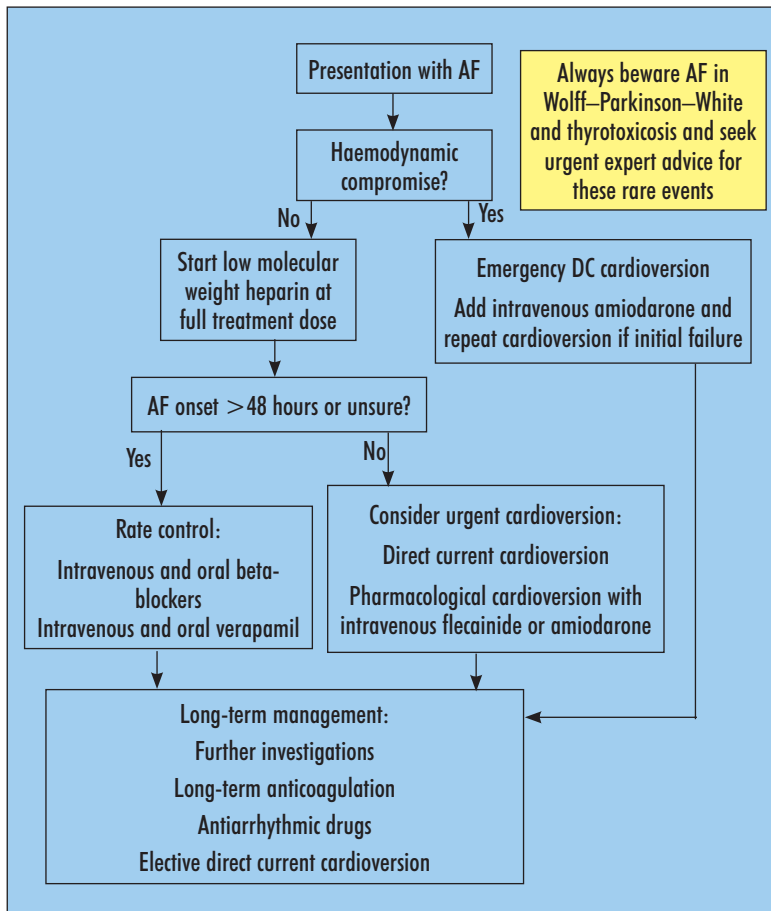 Presentation with AF
Always beware AF in
Wolff–Parkinson–White
and thyrotoxicosis and seek
urgent expert advice for
these rare events
Haemodynamic
compromise?
No
Yes
Start low molecular
weight heparin at
full treatment dose
Emergency DC cardioversion
Add intravenous amiodarone and
repeat cardioversion if initial failure
AF onset >48 hours or unsure?
Yes
No
Rate control:
Intravenous and oral beta-
blockers
Intravenous and oral verapamil
Consider urgent cardioversion:
Direct current cardioversion
Pharmacological cardioversion with
intravenous flecainide or amiodarone
Long-term management:
Further investigations
Long-term anticoagulation
Antiarrhythmic drugs
Elective direct current cardioversion